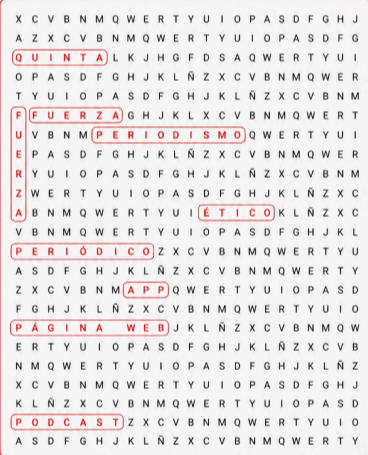 X C V B N M Q W E R T Y U I O P A S D F G H J
A Z X C V B N M Q W E R T Y U I O P A S D F G
Q U I N T A L K J H G F D S A Q W E R T Y U I
O P A S D F G H J K L Ñ Z X C V B N M Q W E R
T Y U I O P A S D F G H J K L Ñ Z X C V B N M
F F U E R Z A G H J K L X C V B N M Q W E R T
U V B N M P E R I O D I S M O Q W E R T Y U I
E P A S D F G H J K L Ñ Z X C V B N M Q W E R
R Y U I O P A S D F G H J K L Ñ Z X C V B N M
Z W E R T Y U I O P A S D F G H J K L Ñ Z X C
A B N M Q W E R T Y U I É T I C O K L Ñ Z X C
V B N M Q W E R T Y U I O P A S D F G H J K L
P E R I Ó D I C O Z X C V B N M Q W E R T Y U
A S D F G H J K L Ñ Z X C V B N M Q W E R T Y
Z X C V B N M A P P Q W E R T Y U I O P A S D
F G H J K L Ñ Z X C V B N M Q W E R T Y U I O
P Á G I N A W E B J K L Ñ Z X C V B N M Q W
E R T Y U I O P A S D F G H J K L Ñ Z X C V B
N M Q W E R T Y U I O P A S D F G H J K L Ñ Z
X C V B N M Q W E R T Y U I O P A S D F G H J
K L Ñ Z X C V B N M Q W E R T Y U I O P A S D
P O D C A S T Z X C V B N M Q W E R T Y U I O
A S D F G H J K L Ñ Z X C V B N M Q W E R T Y